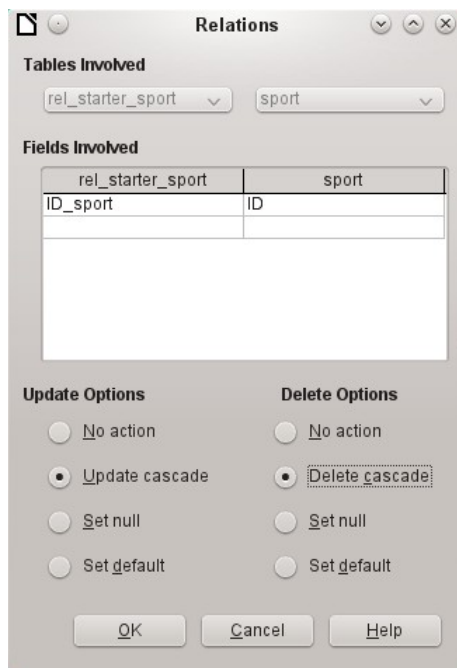 Relations
Tables Involved
rel_starter_sport sport
Fields Involved
rel_starter_sport sport
ID_sport ID
Update Options Delete Options
No action No action
Update cascade Delete cascade
Set null Set null
Set default Set default
OK Cancel Help